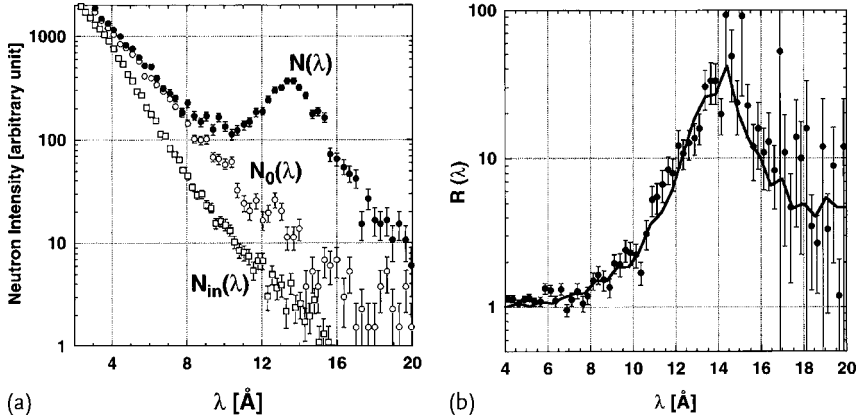 Neutron Intensity [arbitrary unit]
1000
100
10
1
N(λ)
N0(λ)
Nin(λ)
4 8 12 16 20
(a)
λ [Å]
R (λ)
100
10
1
4 6 8 10 12 14 16 18 20
(b)
λ [Å]